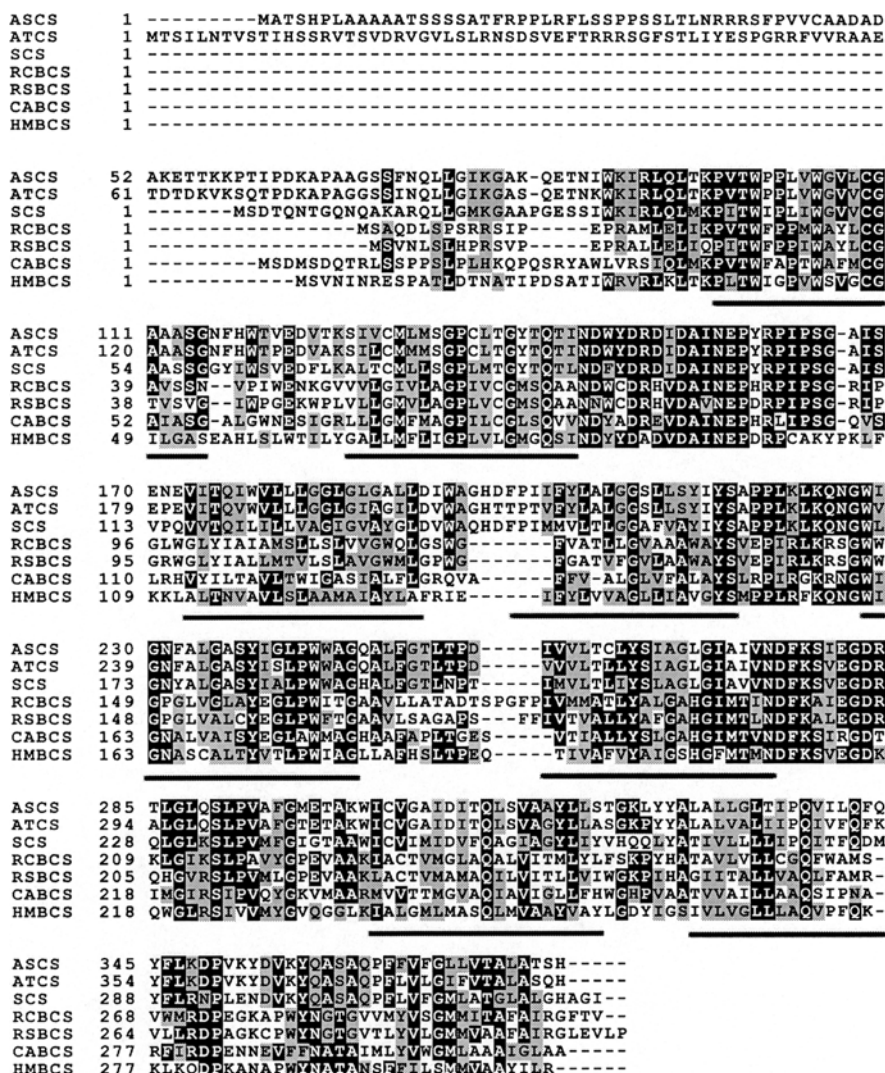 ASCS 1 ---------MATSHPLAAAAATSSSSATFRPPLRFLSSPPSSLTLNRRRSFPVVCAADAD
ATCS 1 MTSILNTVSTIHSSRVTSVDRVGVLSLRNSDSVEFTRRRSGFSTLIYESPGRRFVVRAAE
SCS 1 ------------------------------------------------------------
RCBCS 1 ------------------------------------------------------------
RSBCS 1 ------------------------------------------------------------
CABCS 1 ------------------------------------------------------------
HMBCS 1 ------------------------------------------------------------
ASCS 52 AKETTKKPTIPDKAPAAGSSFNQLLGIKGAK-QETNIWKIRLQLTKPVTWPPLVWGVLCG
ATCS 61 TDTDKVKSQTPDKAPAGGSSINQLLGIKGAS-QETNKWKIRLQLTKPVTWPPLVWGVVCG
SCS 1 -------MSDTQNTGQNQAKARQLLGMKGAAPGESSIWKIRLQLMKPITWIPLIWGVVCG
RCBCS 1 -----------------MSAQDLSPSRRSIP----EPRAMLELIKPVTWFPPMWAYLCG
RSBCS 1 ------------------MSVNLSLHPRSVP----EPRALLELIQPITWFPPIWAYLCG
CABCS 1 ---------MSDMSDQTRLSSPPSLPLHKQPQSRYAWLVRSIQLMKPVTWFAPTWAFMCG
HMBCS 1 ------------MSVNINRESPATLDTNATIPDSATIWRVRLKLTKPLTWIGPVWSVGCG
ASCS 111 AAASGNFHWTVEDVTKSIVCMLMSGPCLTGYTQTINDWYDRDIDAINEPYRPIPSG-AIS
ATCS 120 AAASGNFHWTPEDVAKSILCMMMSGPCLTGYTQTINDWYDRDIDAINEPYRPIPSG-AIS
SCS 54 AASSGGYIWSVEDFLKALTCMLLSGPLMTGYTQTLNDFYDRDIDAINEPYRPIPSG-AIS
RCBCS 39 AVSSN--VPIWENKGVVVLGIVLAGPIVCGMSQAANDWCDRHVDAINEPHRPIPSG-RIP
RSBCS 38 TVSVG--IWPGEKWPLVLLGMVLAGPLVCGMSQAANNWCDRHVDAVNEPDRPIPSG-RIP
CABCS 52 AIASG-ALGWNESIGRLLLGMFMAGPILCGLSQVVNDYADREVDAINEPHRLIPSG-QVS
HMBCS 49 ILGASEAHLSLWTILYGALLMFLIGPLVLGMGQSINDYYDADVDAINEPDRPCAKYPKLF
ASCS 170 ENEVITQIWVLLLGGLGLGALLDIWAGHDFPIIFYLALGGSLLSYIYSAPPLKLKQNGWI
ATCS 179 EPEVITQVWVLLLGGLGIAGILDVWAGHTTPTVFYLALGGSLLSYIYSAPPLKLKQNGWV
SCS 113 VPQVVTQILILLVAGIGVAYGLDVWAQHDFPIMMVLTLGGAFVAYIYSAPPLKLKQNGWL
RCBCS 96 GLWGLYIAIAMSLLSLVVGWQLGSWG-------FVATLLGVAAAWAYSVEPIRLKRSGWW
RSBCS 95 GRWGLYIALLMTVLSLAVGWMLGPWG-------FGATVFGVLAAWAYSVEPIRLKRSGWW
CABCS 110 LRHVYILTAVLTWIGASIALFLGRQVA------FFV-ALGLVFALAYSLRPIRGKRNGWI
HMBCS 109 KKLALTNVAVLSLAAMAIAYLAFRIE-------IFYLVVAGLLIAVGYSMPPLRFKQNGWI
ASCS 230 GNFALGASYIGLPWWAGQALFGTLTPD-----IVVLTCLYSIAGLGIAIVNDFKSIEGDR
ATCS 239 GNFALGASYISLPWWAGQALFGTLTPD-----VVVLTLLYSIAGLGIAIVNDFKSVEGDR
SCS 173 GNYALGASYIALPWWAGHALFGTLNPT-----IMVLTLIYSLAGLGIAVVNDFKSVEGDR
RCBCS 149 GPGLVGLAYEGLPWITGAAVLLATADTSPGFPIVMMATLYALGAHGIMTINDFKAIEGDR
RSBCS 148 GPGLVALCYEGLPWFTGAAVLSAGAPS---FFIVTVALLYAFGAHGIMTLNDFKALEGDR
CABCS 163 GNALVAISYEGLAWMAGHAAFAPLTGES----VTIALLYSLGAHGIMTVNDFKSIRGDT
HMBCS 163 GNASCALTYVTLPWIAGLLAFHSLTPEQ----TIVAFVYAIGSHGFMTMNDFKSVEGDK
ASCS 285 TLGLQSLPVAFGMETAKWICVGAIDITQLSVAAYLLSTGKLYYALALLGLTIPQVILQFQ
ATCS 294 ALGLQSLPVAFGTETAKWICVGAIDITQLSVAGYLLASGKPYYALALVALIIPQIVFQFK
SCS 228 QLGLKSLPVMFGIGTAAWICVIMIDVFQAGIAGYLIYVHQQLYATIVLLLLIPQITFQDM
RCBCS 209 KLGIKSLPAVYGPEVAAKIACTVMGLAQALVITMLYLFSKPYHATAVLVLLCGQFWAMS-
RSBCS 205 QHGVRSLPVMLGPEVAAKLACTVMAMAQILVITLLVIWGKPIHAGIITALLVAQLFAMR-
CABCS 218 IMGIRSIPVQYGKVMAARMVVTTMGVAQIAVIGLLFHWGHPVAATVVAILLAAQSIPNA-
HMBCS 218 QWGLRSIVVMYGVQGGLKIALGMLMASQLMVAAYVAYLGDYIGSIVLVGLLLAQVPFQK-
ASCS 345 YFLKDPVKYDVKYQASAQPFFVFGLLVTALATSH----
ATCS 354 YFLKDPVKYDVKYQASAQPFLVLGIFVTALASQH----
SCS 288 YFLRNPLENDVKYQASAQPFLVFGMLATGLALGHAGI--
RCBCS 268 VWMRDPEGKAPWYNGTGVVMYVSGMMITAFAIRGFTV--
RSBCS 264 VLLRDPAGKCPWYNGTGVTLYVLGMMVAAFAIRGLEVLP
CABCS 277 RFIRDPENNEVFFNATAIMLYVWGMLAAAIGLAA-----
HMBCS 277 KLKQDPKANAPWYNATANSFFILSMMVAAYILR------